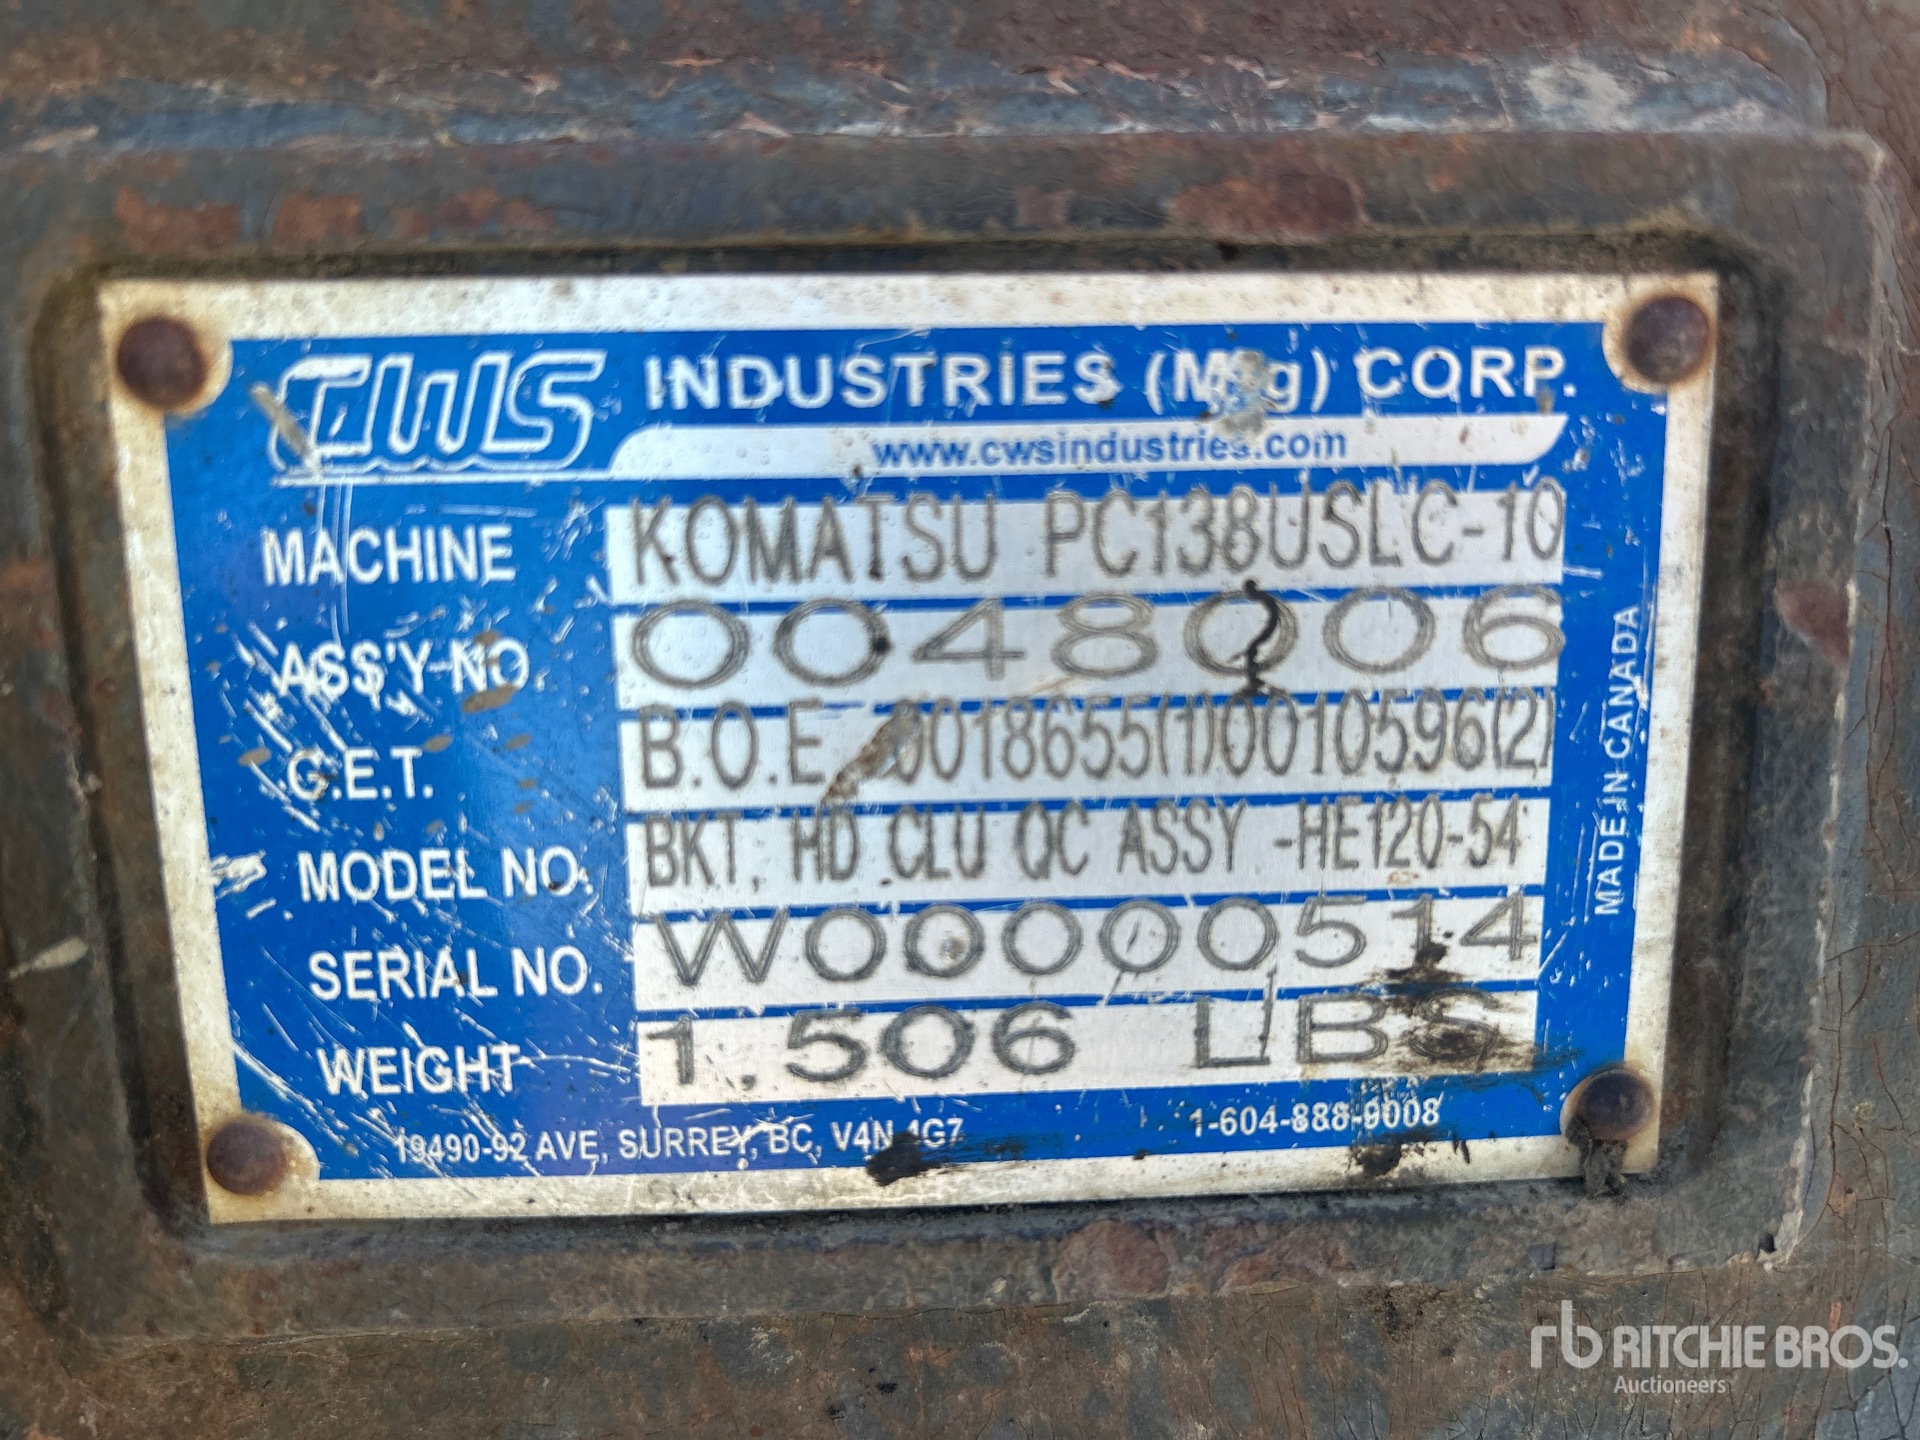 CWS INDUSTRIES (Mfg) CORP.
www.cwsindustries.com
MACHINE KOMATSU PC138USLC-10
ASS'Y NO. 0048006
G.E.T. B.O.E. 0018655(1)0010596(2)
MODEL NO. BKT, HD CLU QC ASSY -HE120-54
SERIAL NO. W00000514
WEIGHT 1.506 LBS
19490-92 AVE, SURREY, BC, V4N 4G7 1-604-888-9008
MADE IN CANADA
rb RITCHIE BROS.
Auctioneers